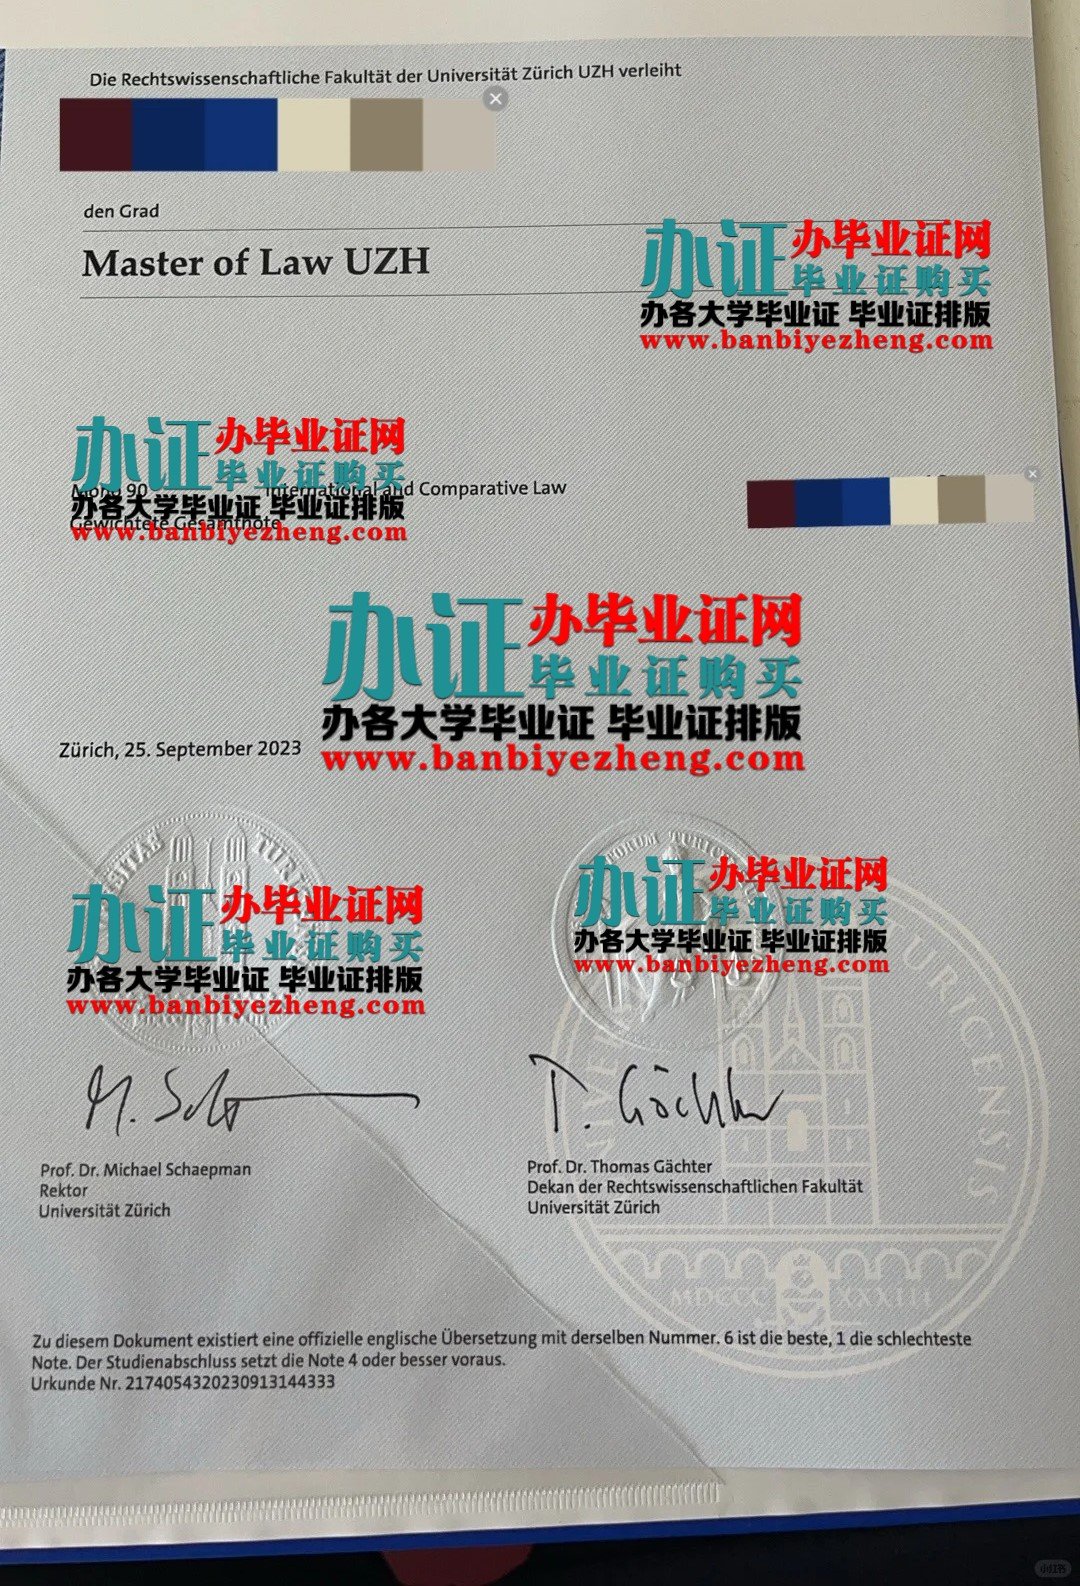 Die Rechtswissenschaftliche Fakultät der Universität Zürich UZH verleiht
den Grad
Master of Law UZH
办证 办毕业证网
毕业证购买
办各大学毕业证 毕业证排版
www.banbiyezheng.com
办证 办毕业证网
毕业证购买
Mono 90 International and Comparative Law
办各大学毕业证 毕业证排版
Gewichtete Gesamtnote
www.banbiyezheng.com
办证 办毕业证网
毕业证购买
办各大学毕业证 毕业证排版
www.banbiyezheng.com
Zürich, 25. September 2023
办证 办毕业证网
毕业证购买
办各大学毕业证 毕业证排版
www.banbiyezheng.com
办证 办毕业证网
毕业证购买
办各大学毕业证 毕业证排版
www.banbiyezheng.com
TURICENSIS
T. Gächter
Prof. Dr. Michael Schaepman
Rektor
Universität Zürich
Prof. Dr. Thomas Gächter
Dekan der Rechtswissenschaftlichen Fakultät
Universität Zürich
MDCCC XXXIII
Zu diesem Dokument existiert eine offizielle englische Übersetzung mit derselben Nummer. 6 ist die beste, 1 die schlechteste
Note. Der Studienabschluss setzt die Note 4 oder besser voraus.
Urkunde Nr. 2174054320230913144333